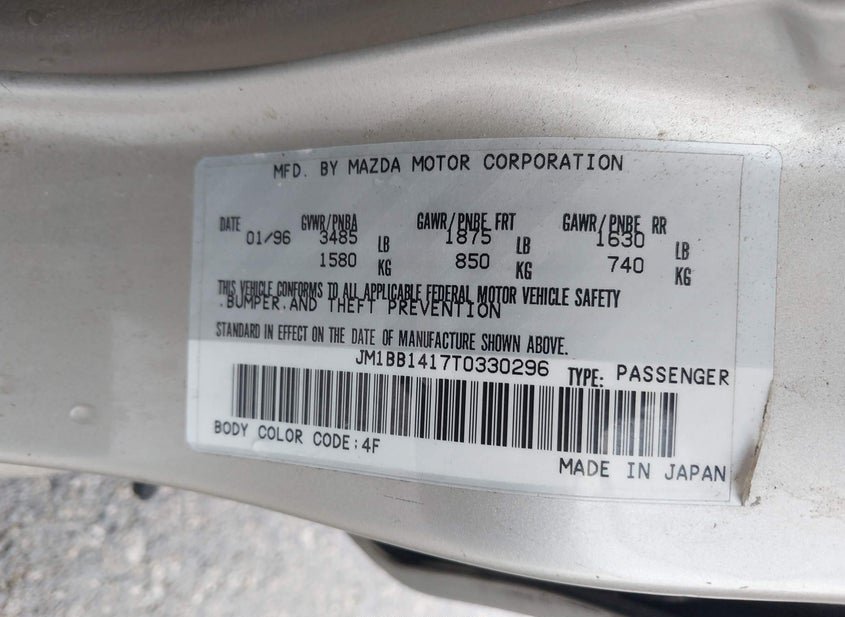 MFD. BY MAZDA MOTOR CORPORATION
DATE GVWR/PNBA GAWR/PNBE FRT GAWR/PNBE RR
01/96 3485 LB 1875 LB 1630 LB
1580 KG 850 KG 740 KG
THIS VEHICLE CONFORMS TO ALL APPLICABLE FEDERAL MOTOR VEHICLE SAFETY
.BUMPER.AND THEFT PREVENTION
STANDARD IN EFFECT ON THE DATE OF MANUFACTURE SHOWN ABOVE.
JM1BB1417T0330296 TYPE: PASSENGER
BODY COLOR CODE:4F
MADE IN JAPAN